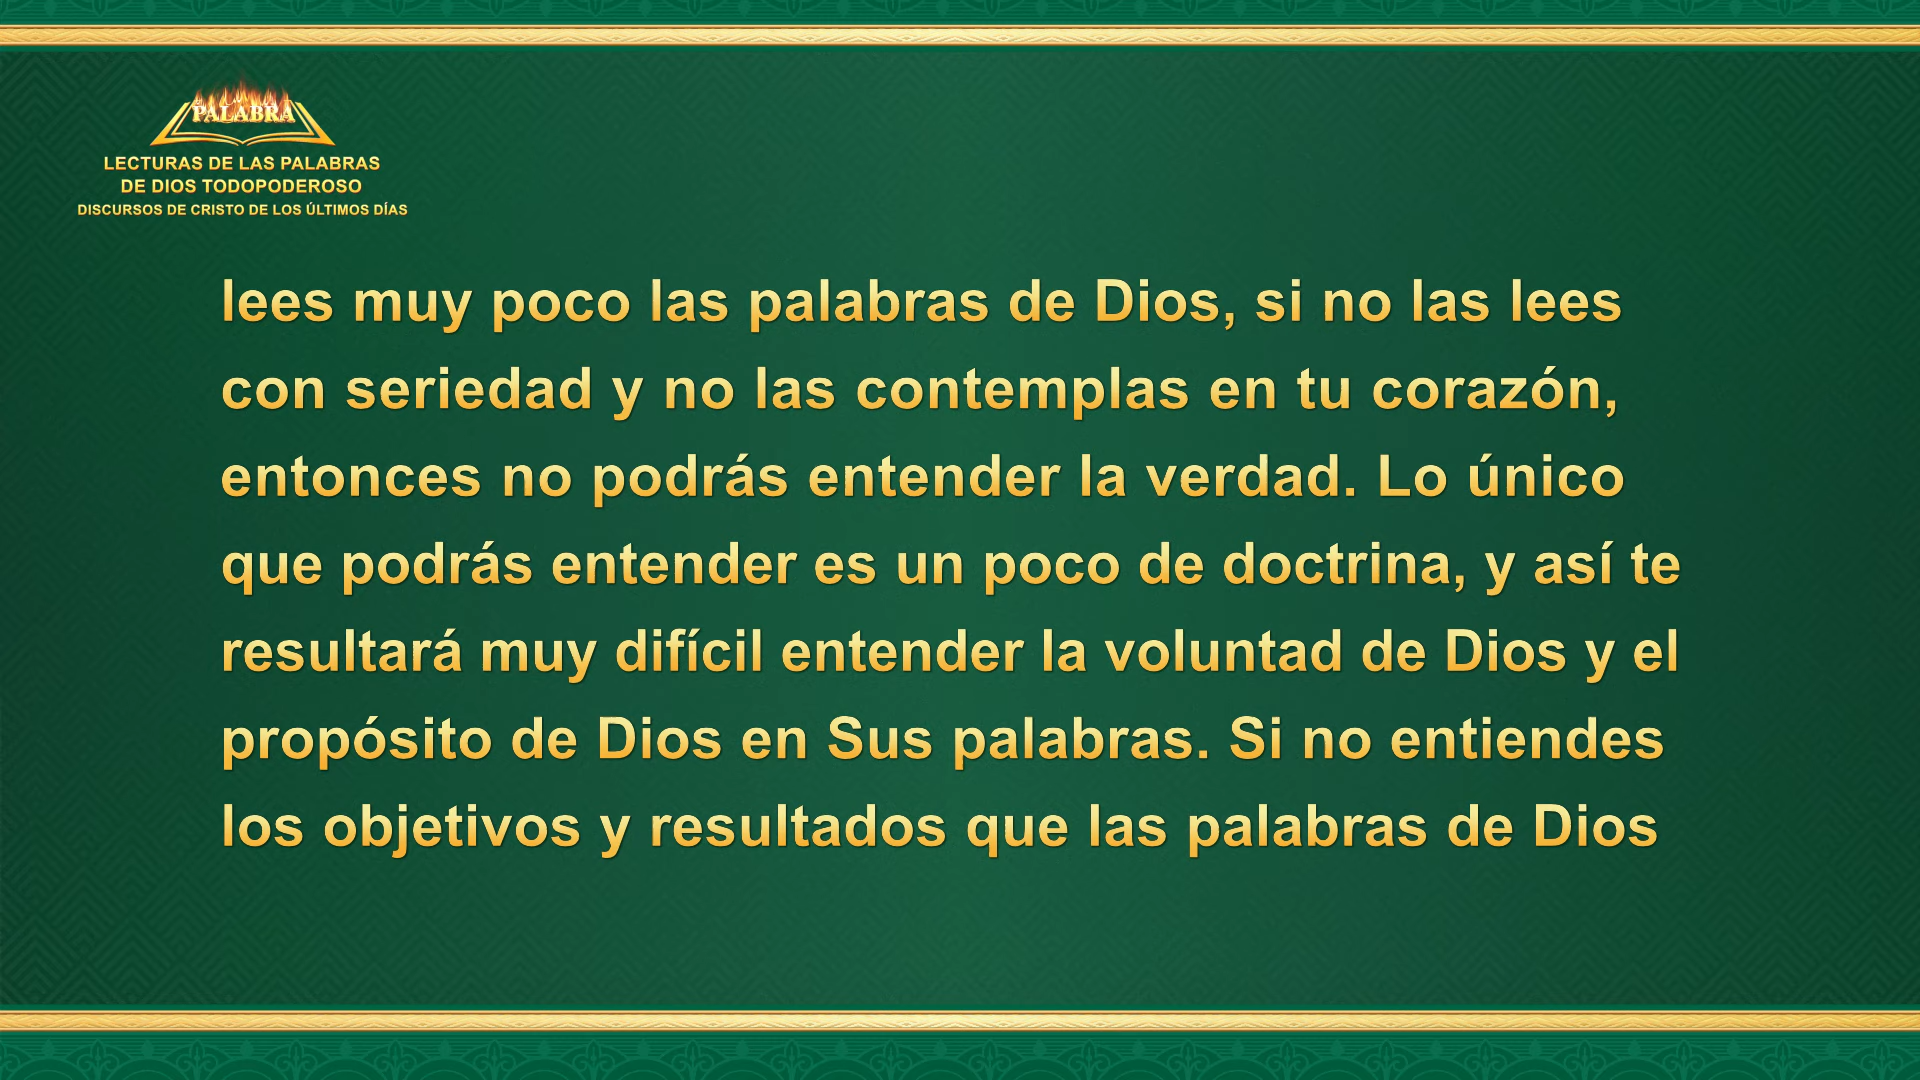 PALABRA
LECTURAS DE LAS PALABRAS
DE DIOS TODOPODEROSO
DISCURSOS DE CRISTO DE LOS ÚLTIMOS DÍAS
lees muy poco las palabras de Dios, si no las lees
con seriedad y no las contemplas en tu corazón,
entonces no podrás entender la verdad. Lo único
que podrás entender es un poco de doctrina, y así te
resultará muy difícil entender la voluntad de Dios y el
propósito de Dios en Sus palabras. Si no entiendes
los objetivos y resultados que las palabras de Dios